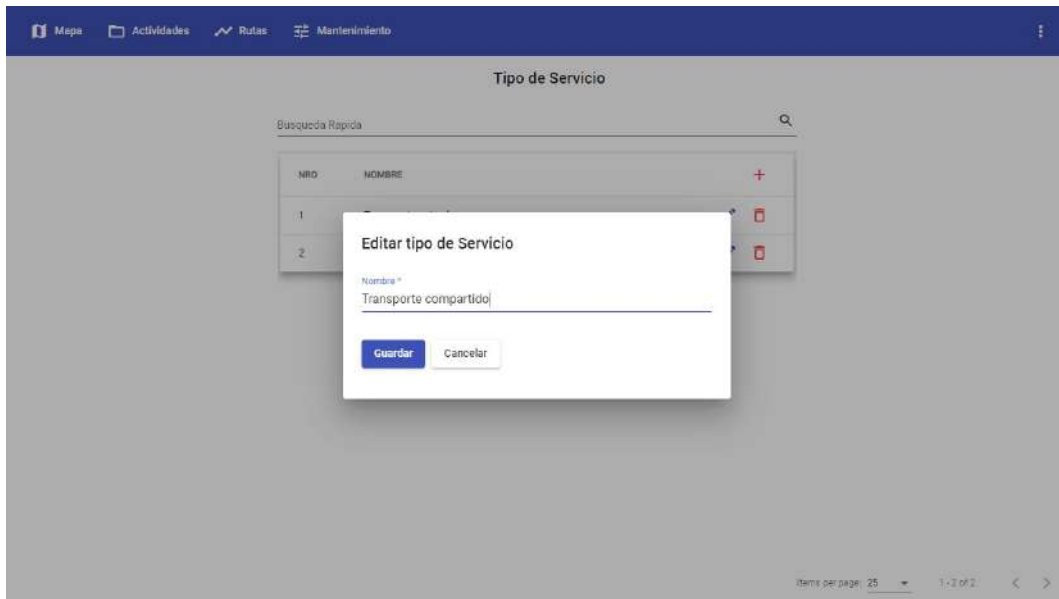 Mapa Actividades Rutas Mantenimiento
Tipo de Servicio
Busqueda Rapida
NRO NOMBRE
1
2
Editar tipo de Servicio
Nombre *
Transporte compartido
Guardar Cancelar
Items per page: 25 1 - 2 of 2